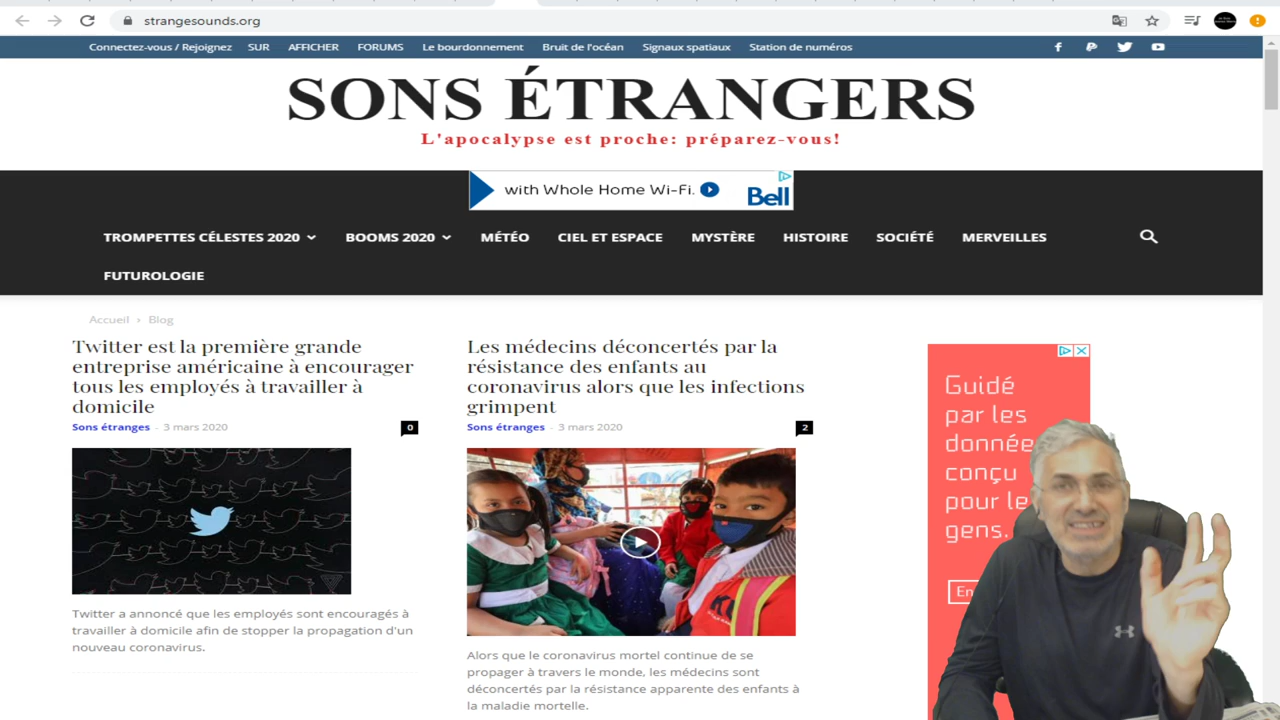 strangesounds.org
Connectez-vous / Rejoignez SUR AFFICHER FORUMS Le bourdonnement Bruit de l'océan Signaux spatiaux Station de numéros
SONS ÉTRANGERS
L'apocalypse est proche: préparez-vous!
with Whole Home Wi-Fi. Bell
TROMPETTES CÉLESTES 2020 BOOMS 2020 MÉTÉO CIEL ET ESPACE MYSTÈRE HISTOIRE SOCIÉTÉ MERVEILLES
FUTUROLOGIE
Accueil › Blog
Twitter est la première grande
entreprise américaine à encourager
tous les employés à travailler à
domicile
Sons étranges - 3 mars 2020 0
Twitter a annoncé que les employés sont encouragés à
travailler à domicile afin de stopper la propagation d'un
nouveau coronavirus.
Les médecins déconcertés par la
résistance des enfants au
coronavirus alors que les infections
grimpent
Sons étranges - 3 mars 2020 2
Alors que le coronavirus mortel continue de se
propager à travers le monde, les médecins sont
déconcertés par la résistance apparente des enfants à
la maladie mortelle.
Guidé
par les
donnée
conçu
pour le
gens.
En